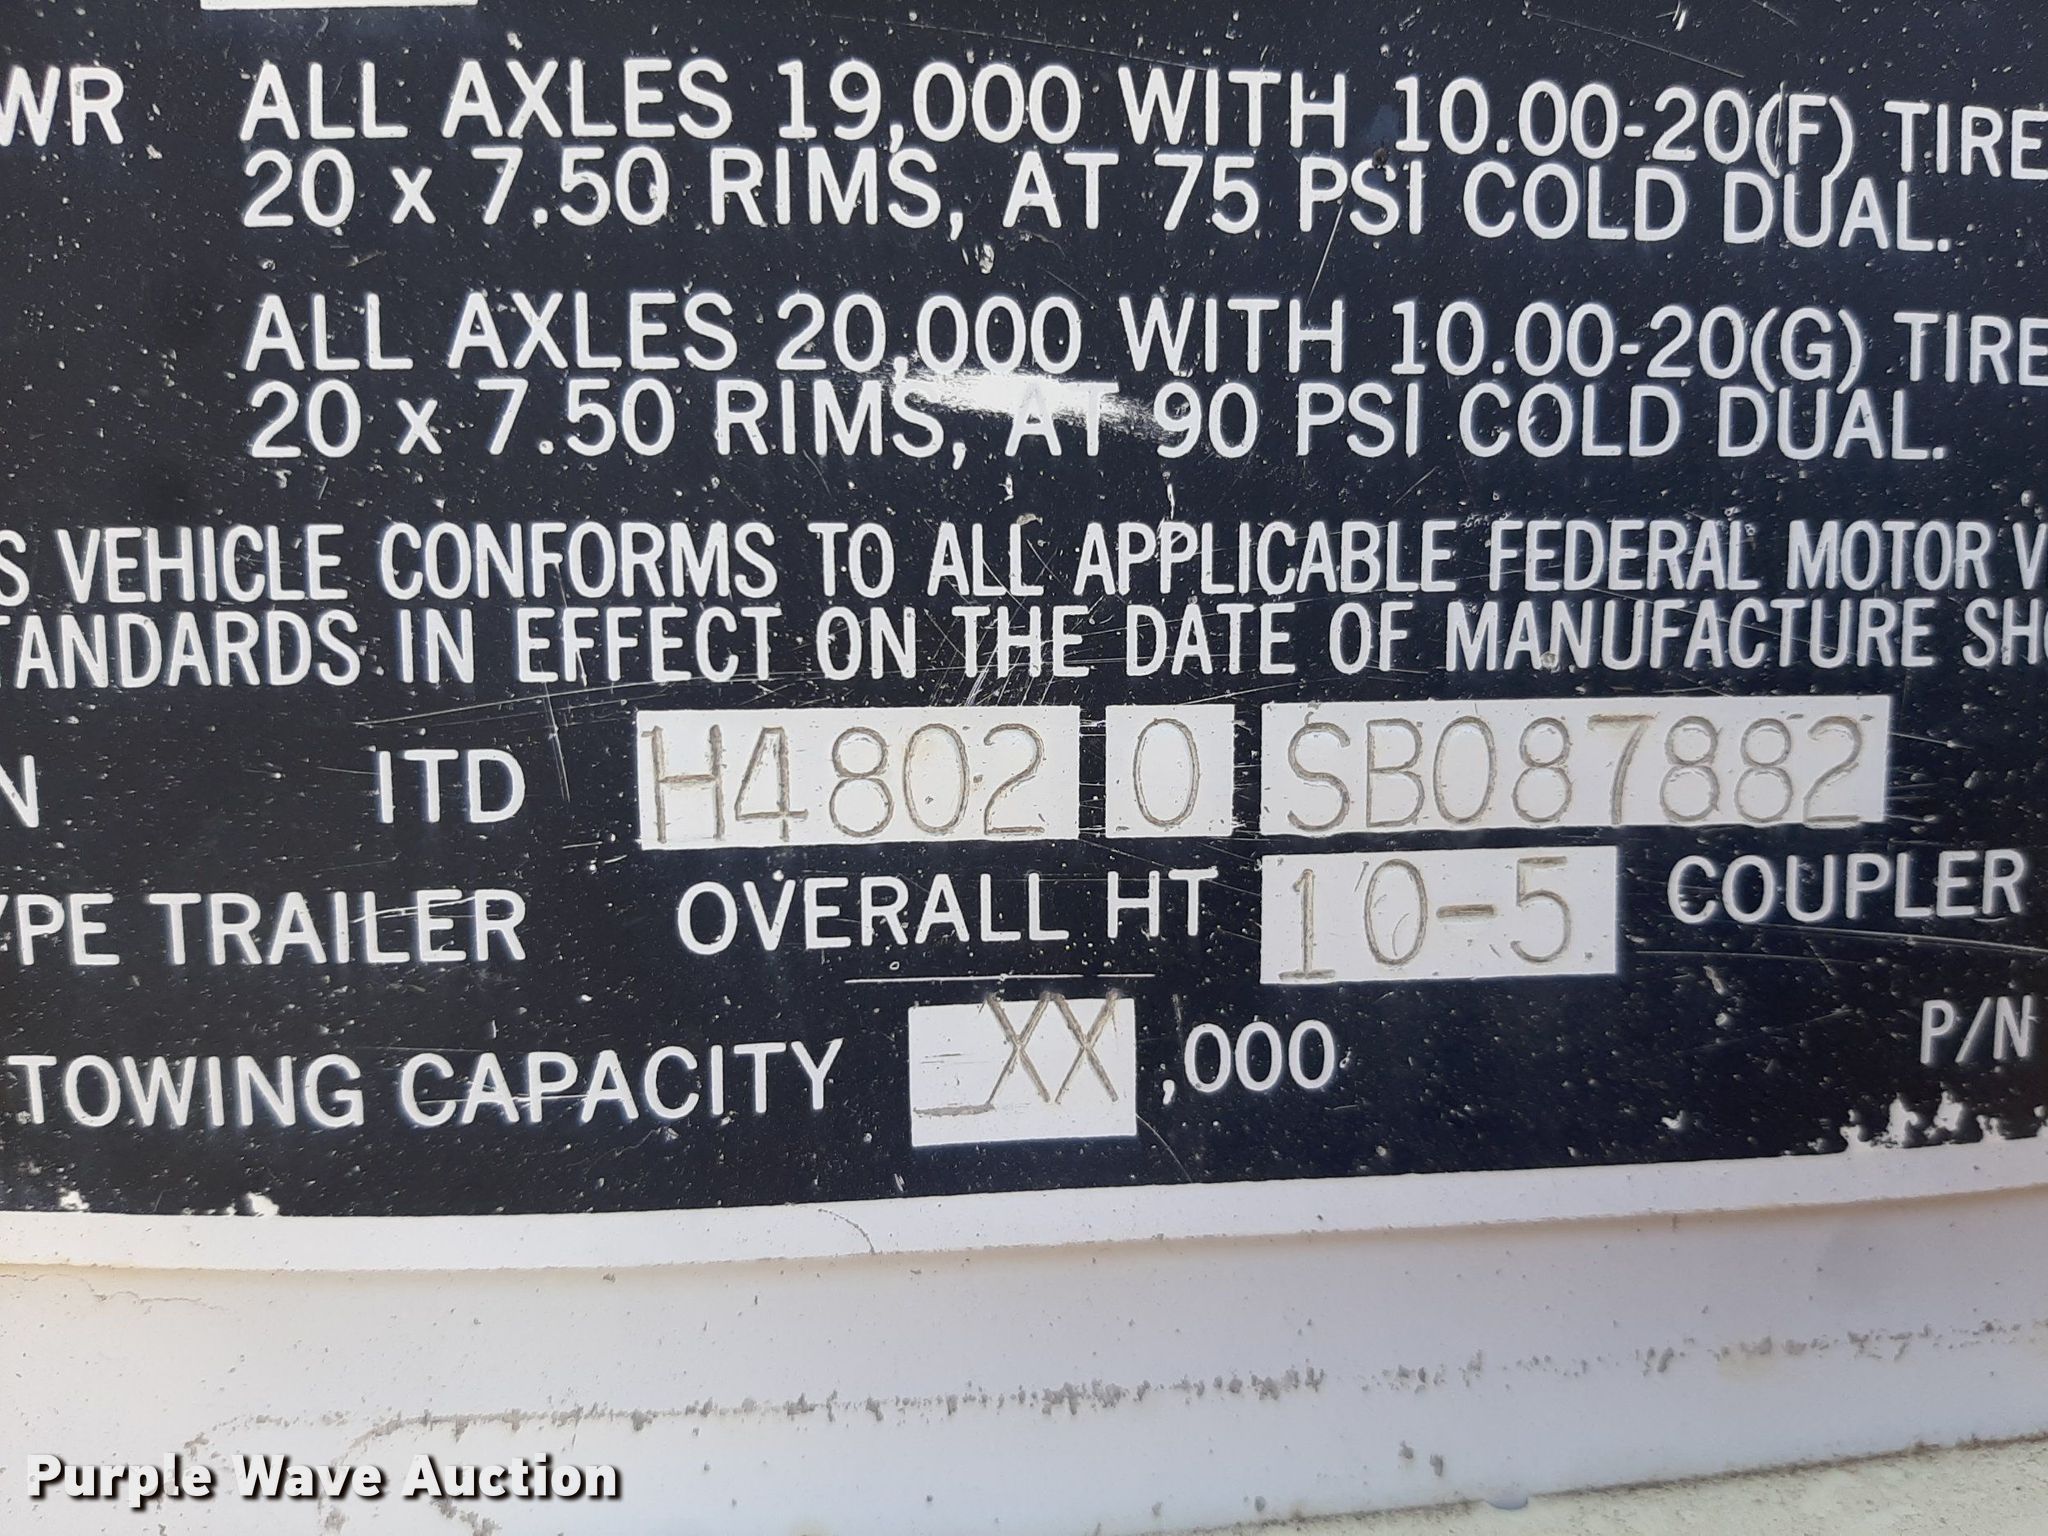 WR ALL AXLES 19,000 WITH 10.00-20(F) TIRE
20 x 7.50 RIMS, AT 75 PSI COLD DUAL.
ALL AXLES 20,000 WITH 10.00-20(G) TIRE
20 x 7.50 RIMS, AT 90 PSI COLD DUAL.
S VEHICLE CONFORMS TO ALL APPLICABLE FEDERAL MOTOR V
TANDARDS IN EFFECT ON THE DATE OF MANUFACTURE SHO
N ITD H4802 0 SB087882
YPE TRAILER OVERALL HT 10-5 COUPLER
TOWING CAPACITY _XX ,000 P/N
Purple Wave Auction